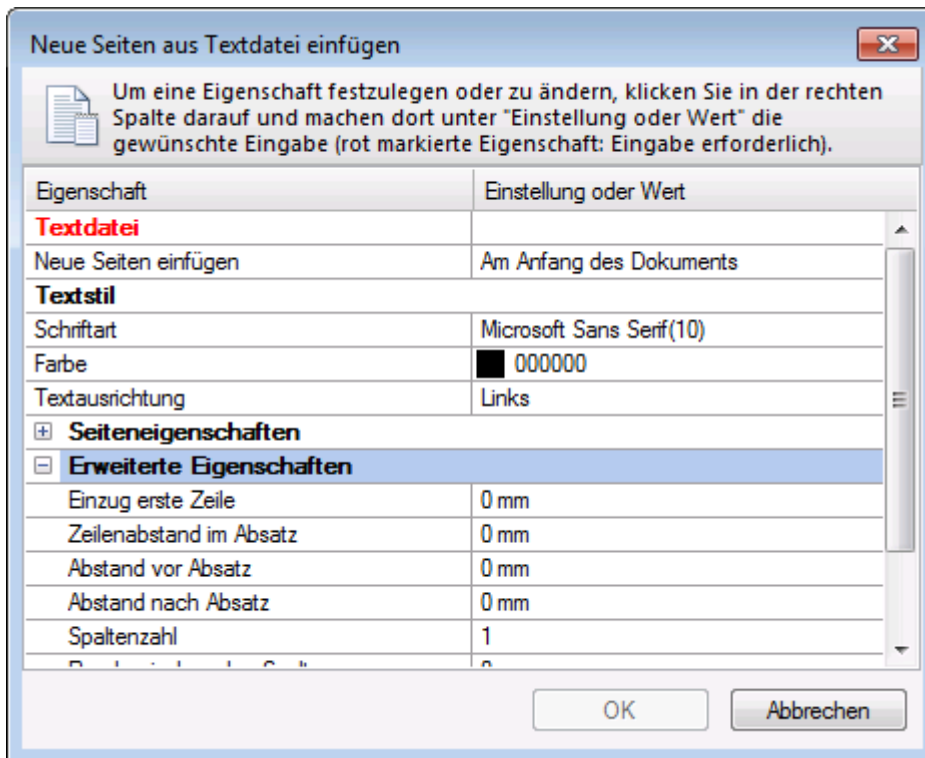 Neue Seiten aus Textdatei einfügen
Um eine Eigenschaft festzulegen oder zu ändern, klicken Sie in der rechten
Spalte darauf und machen dort unter "Einstellung oder Wert" die
gewünschte Eingabe (rot markierte Eigenschaft: Eingabe erforderlich).
Eigenschaft Einstellung oder Wert
Textdatei
Neue Seiten einfügen Am Anfang des Dokuments
Textstil
Schriftart Microsoft Sans Serif(10)
Farbe 000000
Textausrichtung Links
Seiteneigenschaften
Erweiterte Eigenschaften
Einzug erste Zeile 0 mm
Zeilenabstand im Absatz 0 mm
Abstand vor Absatz 0 mm
Abstand nach Absatz 0 mm
Spaltenzahl 1
OK Abbrechen